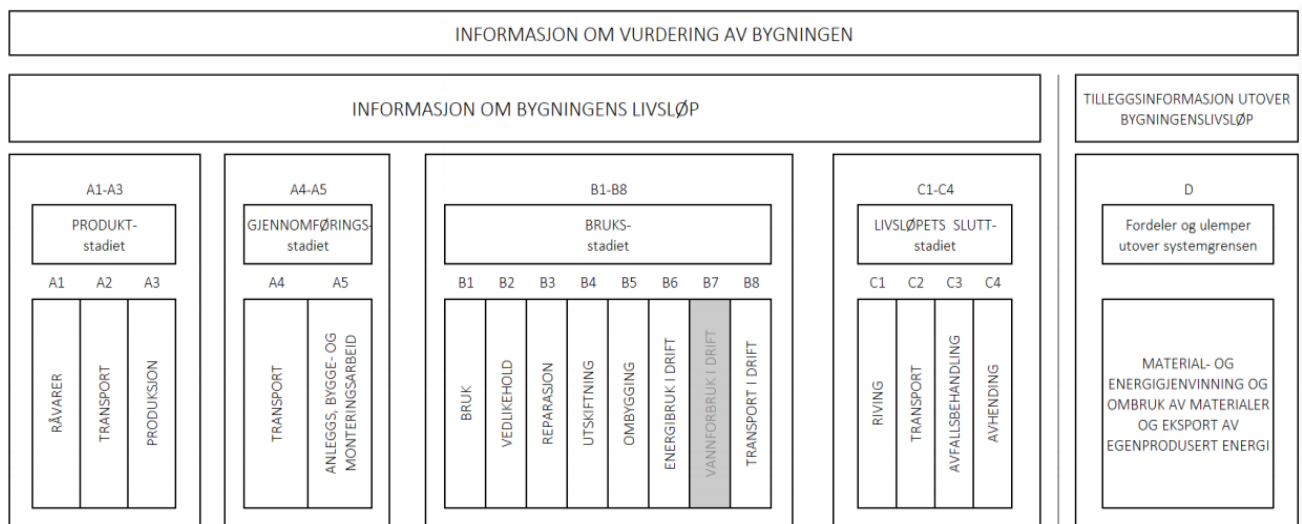 INFORMASJON OM VURDERING AV BYGNINGEN
INFORMASJON OM BYGNINGENS LIVSLØP
TILLEGGSINFORMASJON UTOVER
BYGNINGENSLIVSLØP
A1-A3
PRODUKT-
stadiet
A1
A2
A3
RÅVARER
TRANSPORT
PRODUKSJON
A4-A5
GJENNOMFØRINGS-
stadiet
A4
A5
TRANSPORT
ANLEGGS, BYGGE- OG
MONTERINGSARBEID
B1-B8
BRUKS-
stadiet
B1
B2
B3
B4
B5
B6
B7
B8
BRUK
VEDLIKEHOLD
REPARASJON
UTSKIFTNING
OMBYGGING
ENERGIBRUK I DRIFT
VANNFORBRUK I DRIFT
TRANSPORT I DRIFT
C1-C4
LIVSLØPETS SLUTT-
stadiet
C1
C2
C3
C4
RIVING
TRANSPORT
AVFALLSBEHANDLING
AVHENDING
D
Fordeler og ulemper
utover systemgrensen
MATERIAL- OG
ENERGIGJENVINNING OG
OMBRUK AV MATERIALER
OG EKSPORT AV
EGENPRODUSERT ENERGI